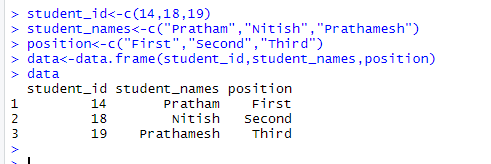 > student_id<-c(14,18,19)
> student_names<-c("Pratham","Nitish","Prathamesh")
> position<-c("First","Second","Third")
> data<-data.frame(student_id,student_names,position)
> data
  student_id student_names position
1         14       Pratham    First
2         18        Nitish   Second
3         19    Prathamesh    Third
>
>